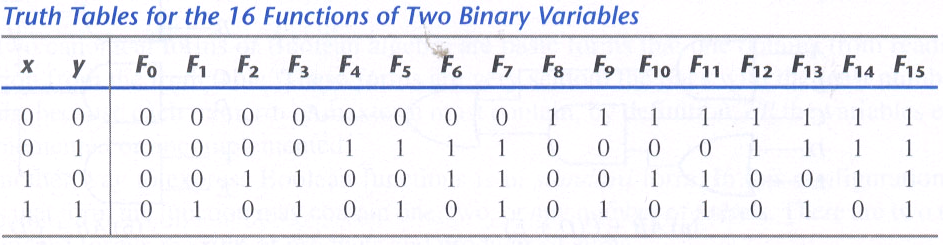 Truth Tables for the 16 Functions of Two Binary Variables
x y F0 F1 F2 F3 F4 F5 F6 F7 F8 F9 F10 F11 F12 F13 F14 F15
0 0 0 0 0 0 0 0 0 0 1 1 1 1 1 1 1 1
0 1 0 0 0 0 1 1 1 1 0 0 0 0 1 1 1 1
1 0 0 0 1 1 0 0 1 1 0 0 1 1 0 0 1 1
1 1 0 1 0 1 0 1 0 1 0 1 0 1 0 1 0 1